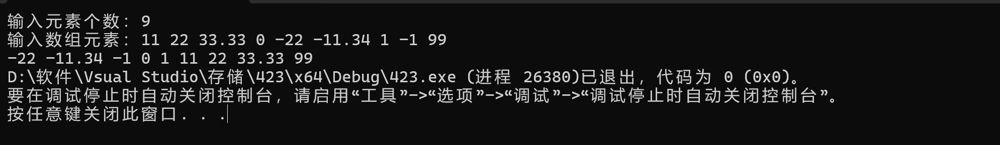 输入元素个数：9
输入数组元素：11 22 33.33 0 -22 -11.34 1 -1 99
-22 -11.34 -1 0 1 11 22 33.33 99
D:\软件\Vsual Studio\存储\423\x64\Debug\423.exe (进程 26380)已退出，代码为 0 (0x0)。
要在调试停止时自动关闭控制台，请启用“工具”->“选项”->“调试”->“调试停止时自动关闭控制台”。
按任意键关闭此窗口. . .